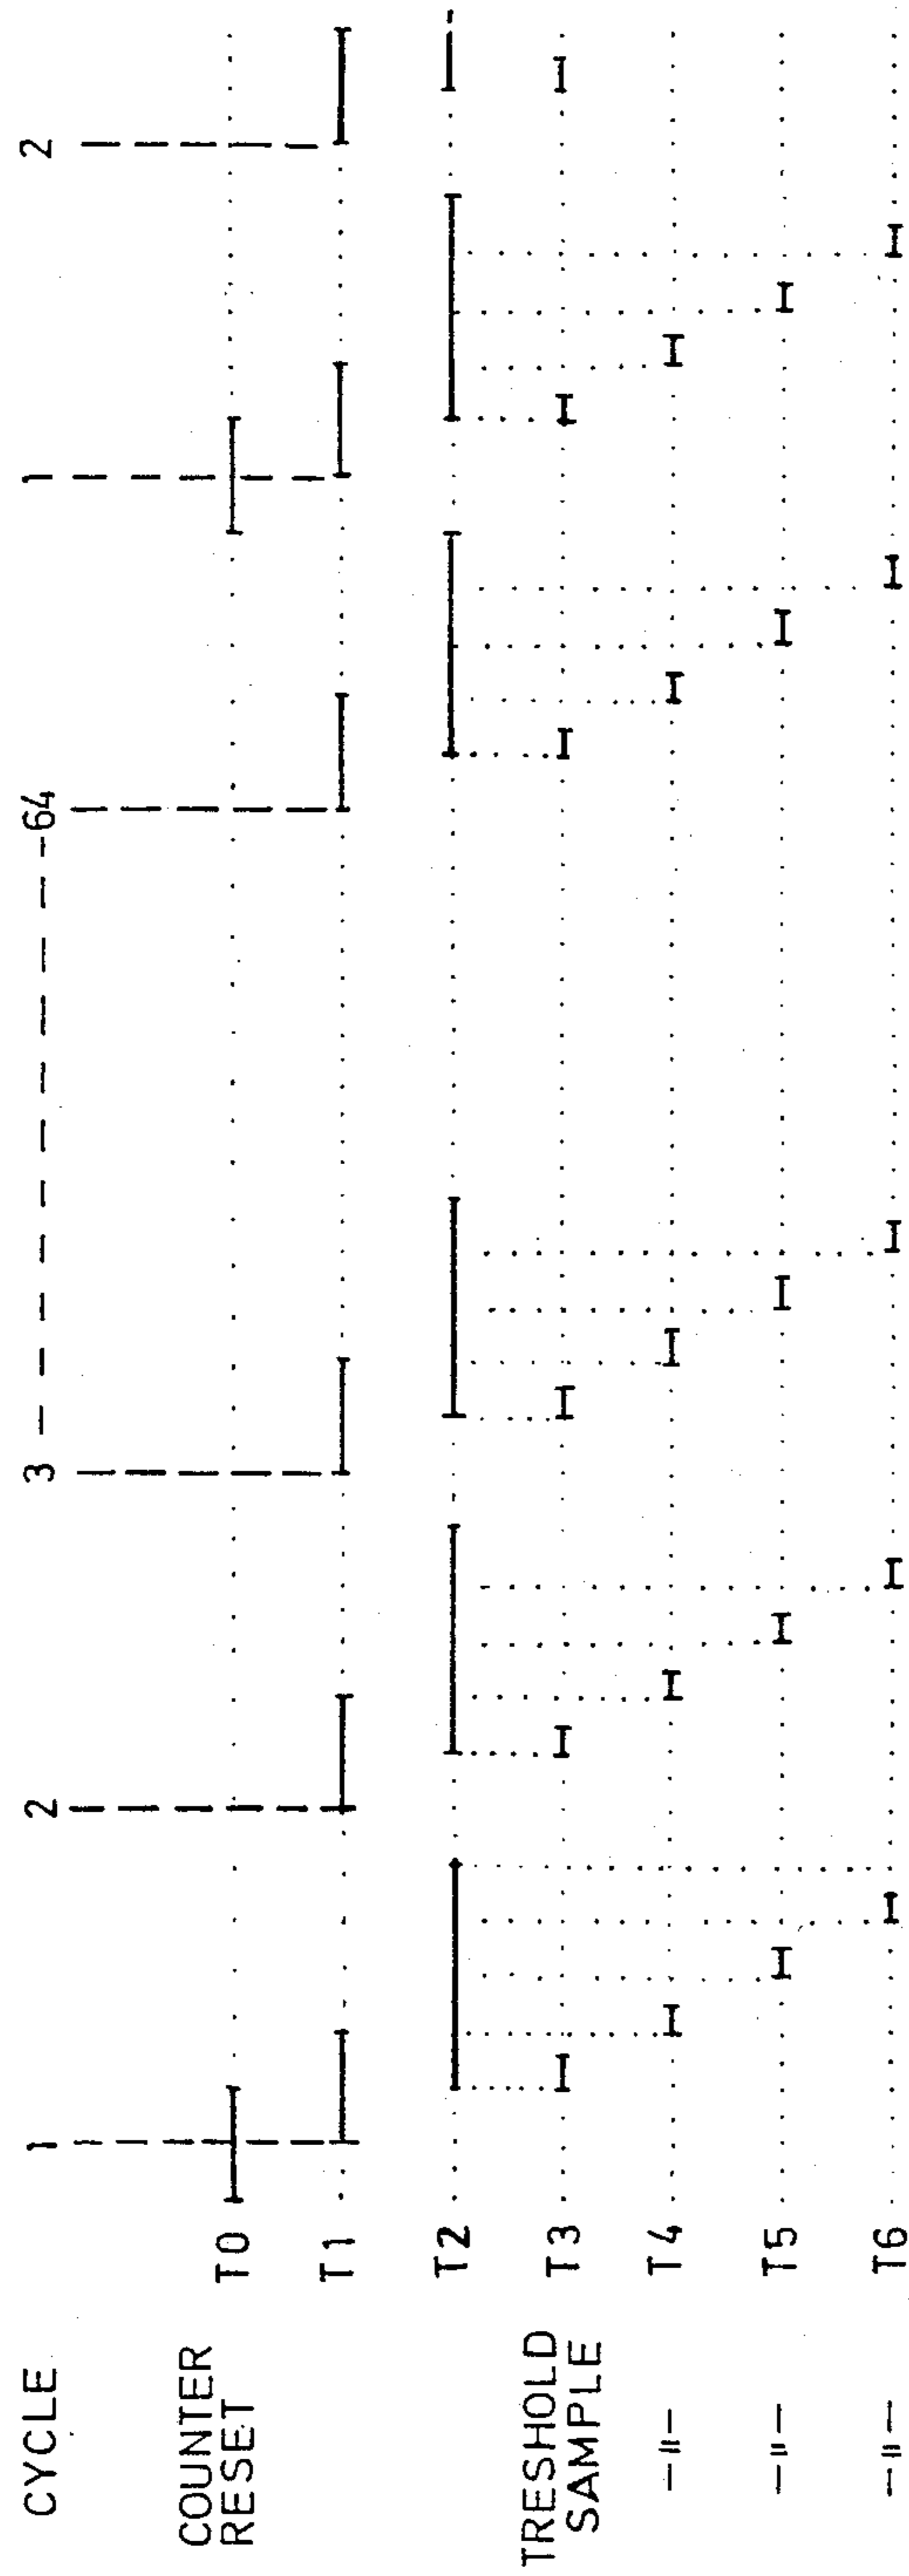 CYCLE 1 2 3 64 1 2
COUNTER
RESET
T0
T1
T2
TRESHOLD
SAMPLE
T3
-"- T4
-"- T5
-"- T6